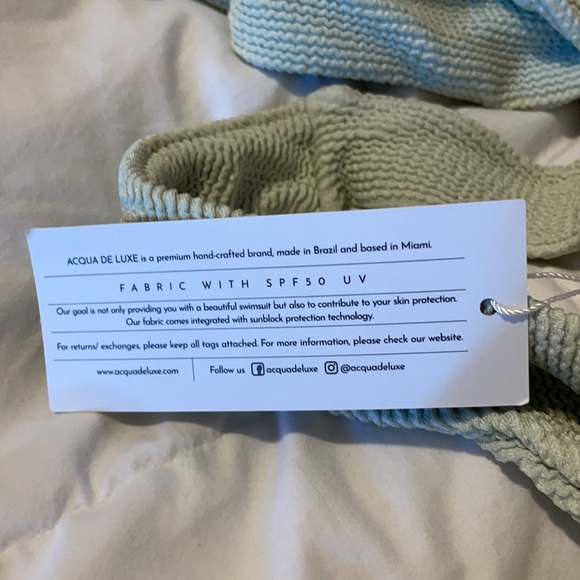 ACQUA DE LUXE is a premium hand-crafted brand, made in Brazil and based in Miami.
FABRIC WITH SPF50 UV
Our goal is not only providing you with a beautiful swimsuit but also to contribute to your skin protection.
Our fabric comes integrated with sunblock protection technology.
For returns/ exchanges, please keep all tags attached. For more information, please check our website.
www.acquadeluxe.com Follow us acquadeluxe @acquadeluxe